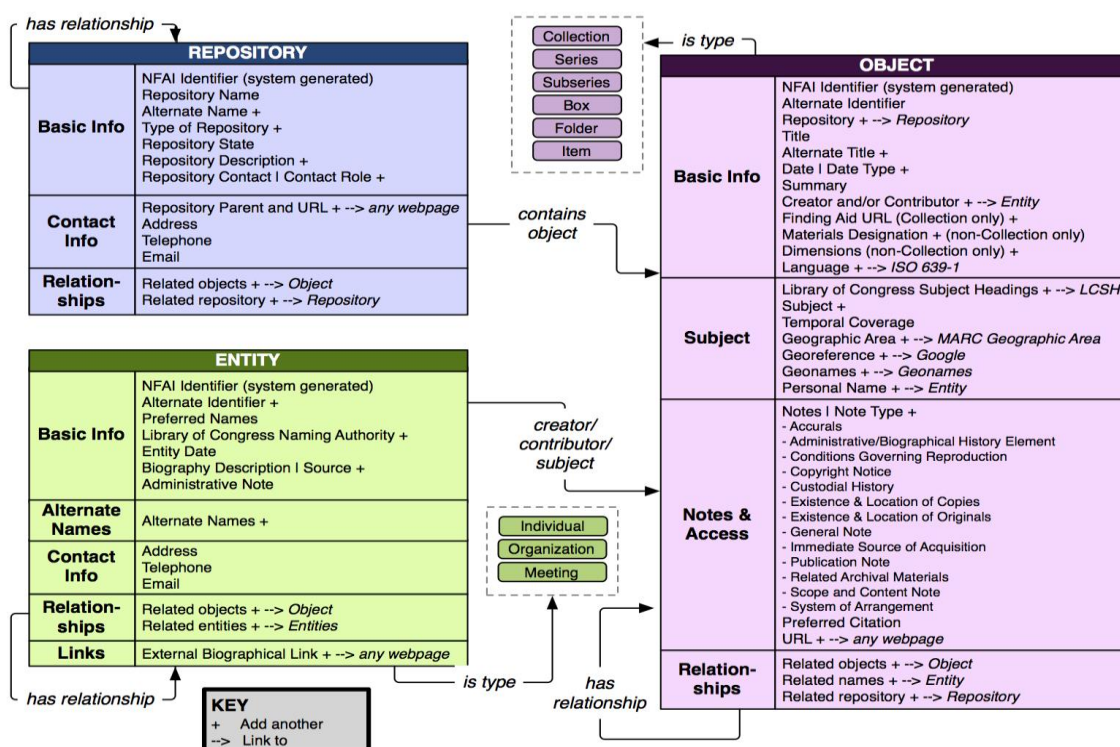 has relationship
REPOSITORY
Basic Info
NFAI Identifier (system generated)
Repository Name
Alternate Name +
Type of Repository +
Repository State
Repository Description +
Repository Contact | Contact Role +
Contact
Info
Repository Parent and URL + --> any webpage
Address
Telephone
Email
Relation-
ships
Related objects + --> Object
Related repository + --> Repository
ENTITY
Basic Info
NFAI Identifier (system generated)
Alternate Identifier +
Preferred Names
Library of Congress Naming Authority +
Entity Date
Biography Description | Source +
Administrative Note
Alternate
Names
Alternate Names +
Contact
Info
Address
Telephone
Email
Relation-
ships
Related objects + --> Object
Related entities + --> Entities
Links
External Biographical Link + --> any webpage
has relationship
KEY
+ Add another
--> Link to
Collection
Series
Subseries
Box
Folder
Item
is type
contains
object
creator/
contributor/
subject
Individual
Organization
Meeting
is type
has
relationship
OBJECT
Basic Info
NFAI Identifier (system generated)
Alternate Identifier
Repository + --> Repository
Title
Alternate Title +
Date | Date Type +
Summary
Creator and/or Contributor + --> Entity
Finding Aid URL (Collection only) +
Materials Designation + (non-Collection only)
Dimensions (non-Collection only) +
Language + --> ISO 639-1
Subject
Library of Congress Subject Headings + --> LCSH
Subject +
Temporal Coverage
Geographic Area + --> MARC Geographic Area
Georeference + --> Google
Geonames + --> Geonames
Personal Name + --> Entity
Notes &
Access
Notes | Note Type +
- Accurals
- Administrative/Biographical History Element
- Conditions Governing Reproduction
- Copyright Notice
- Custodial History
- Existence & Location of Copies
- Existence & Location of Originals
- General Note
- Immediate Source of Acquisition
- Publication Note
- Related Archival Materials
- Scope and Content Note
- System of Arrangement
Preferred Citation
URL + --> any webpage
Relation-
ships
Related objects + --> Object
Related names + --> Entity
Related repository + --> Repository